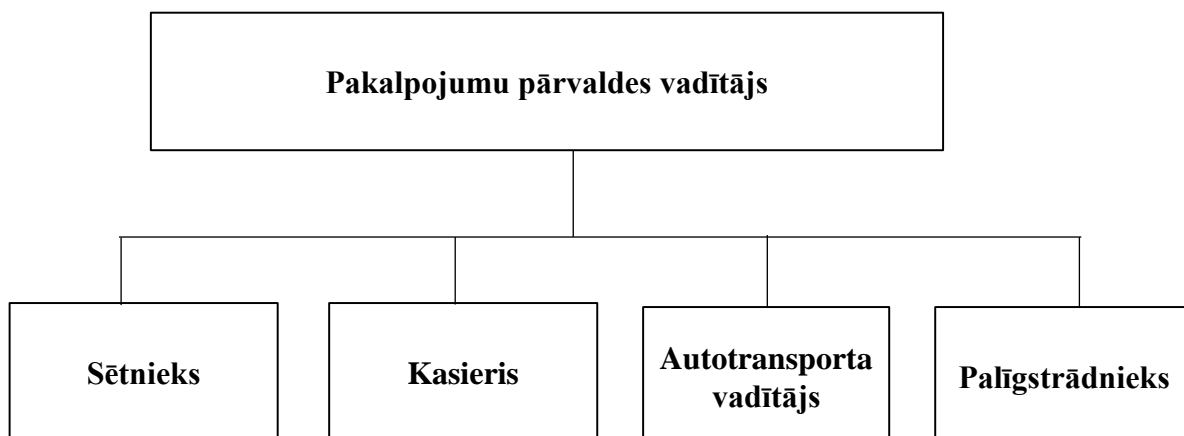 Pakalpojumu pārvaldes vadītājs
Sētnieks
Kasieris
Autotransporta
vadītājs
Palīgstrādnieks